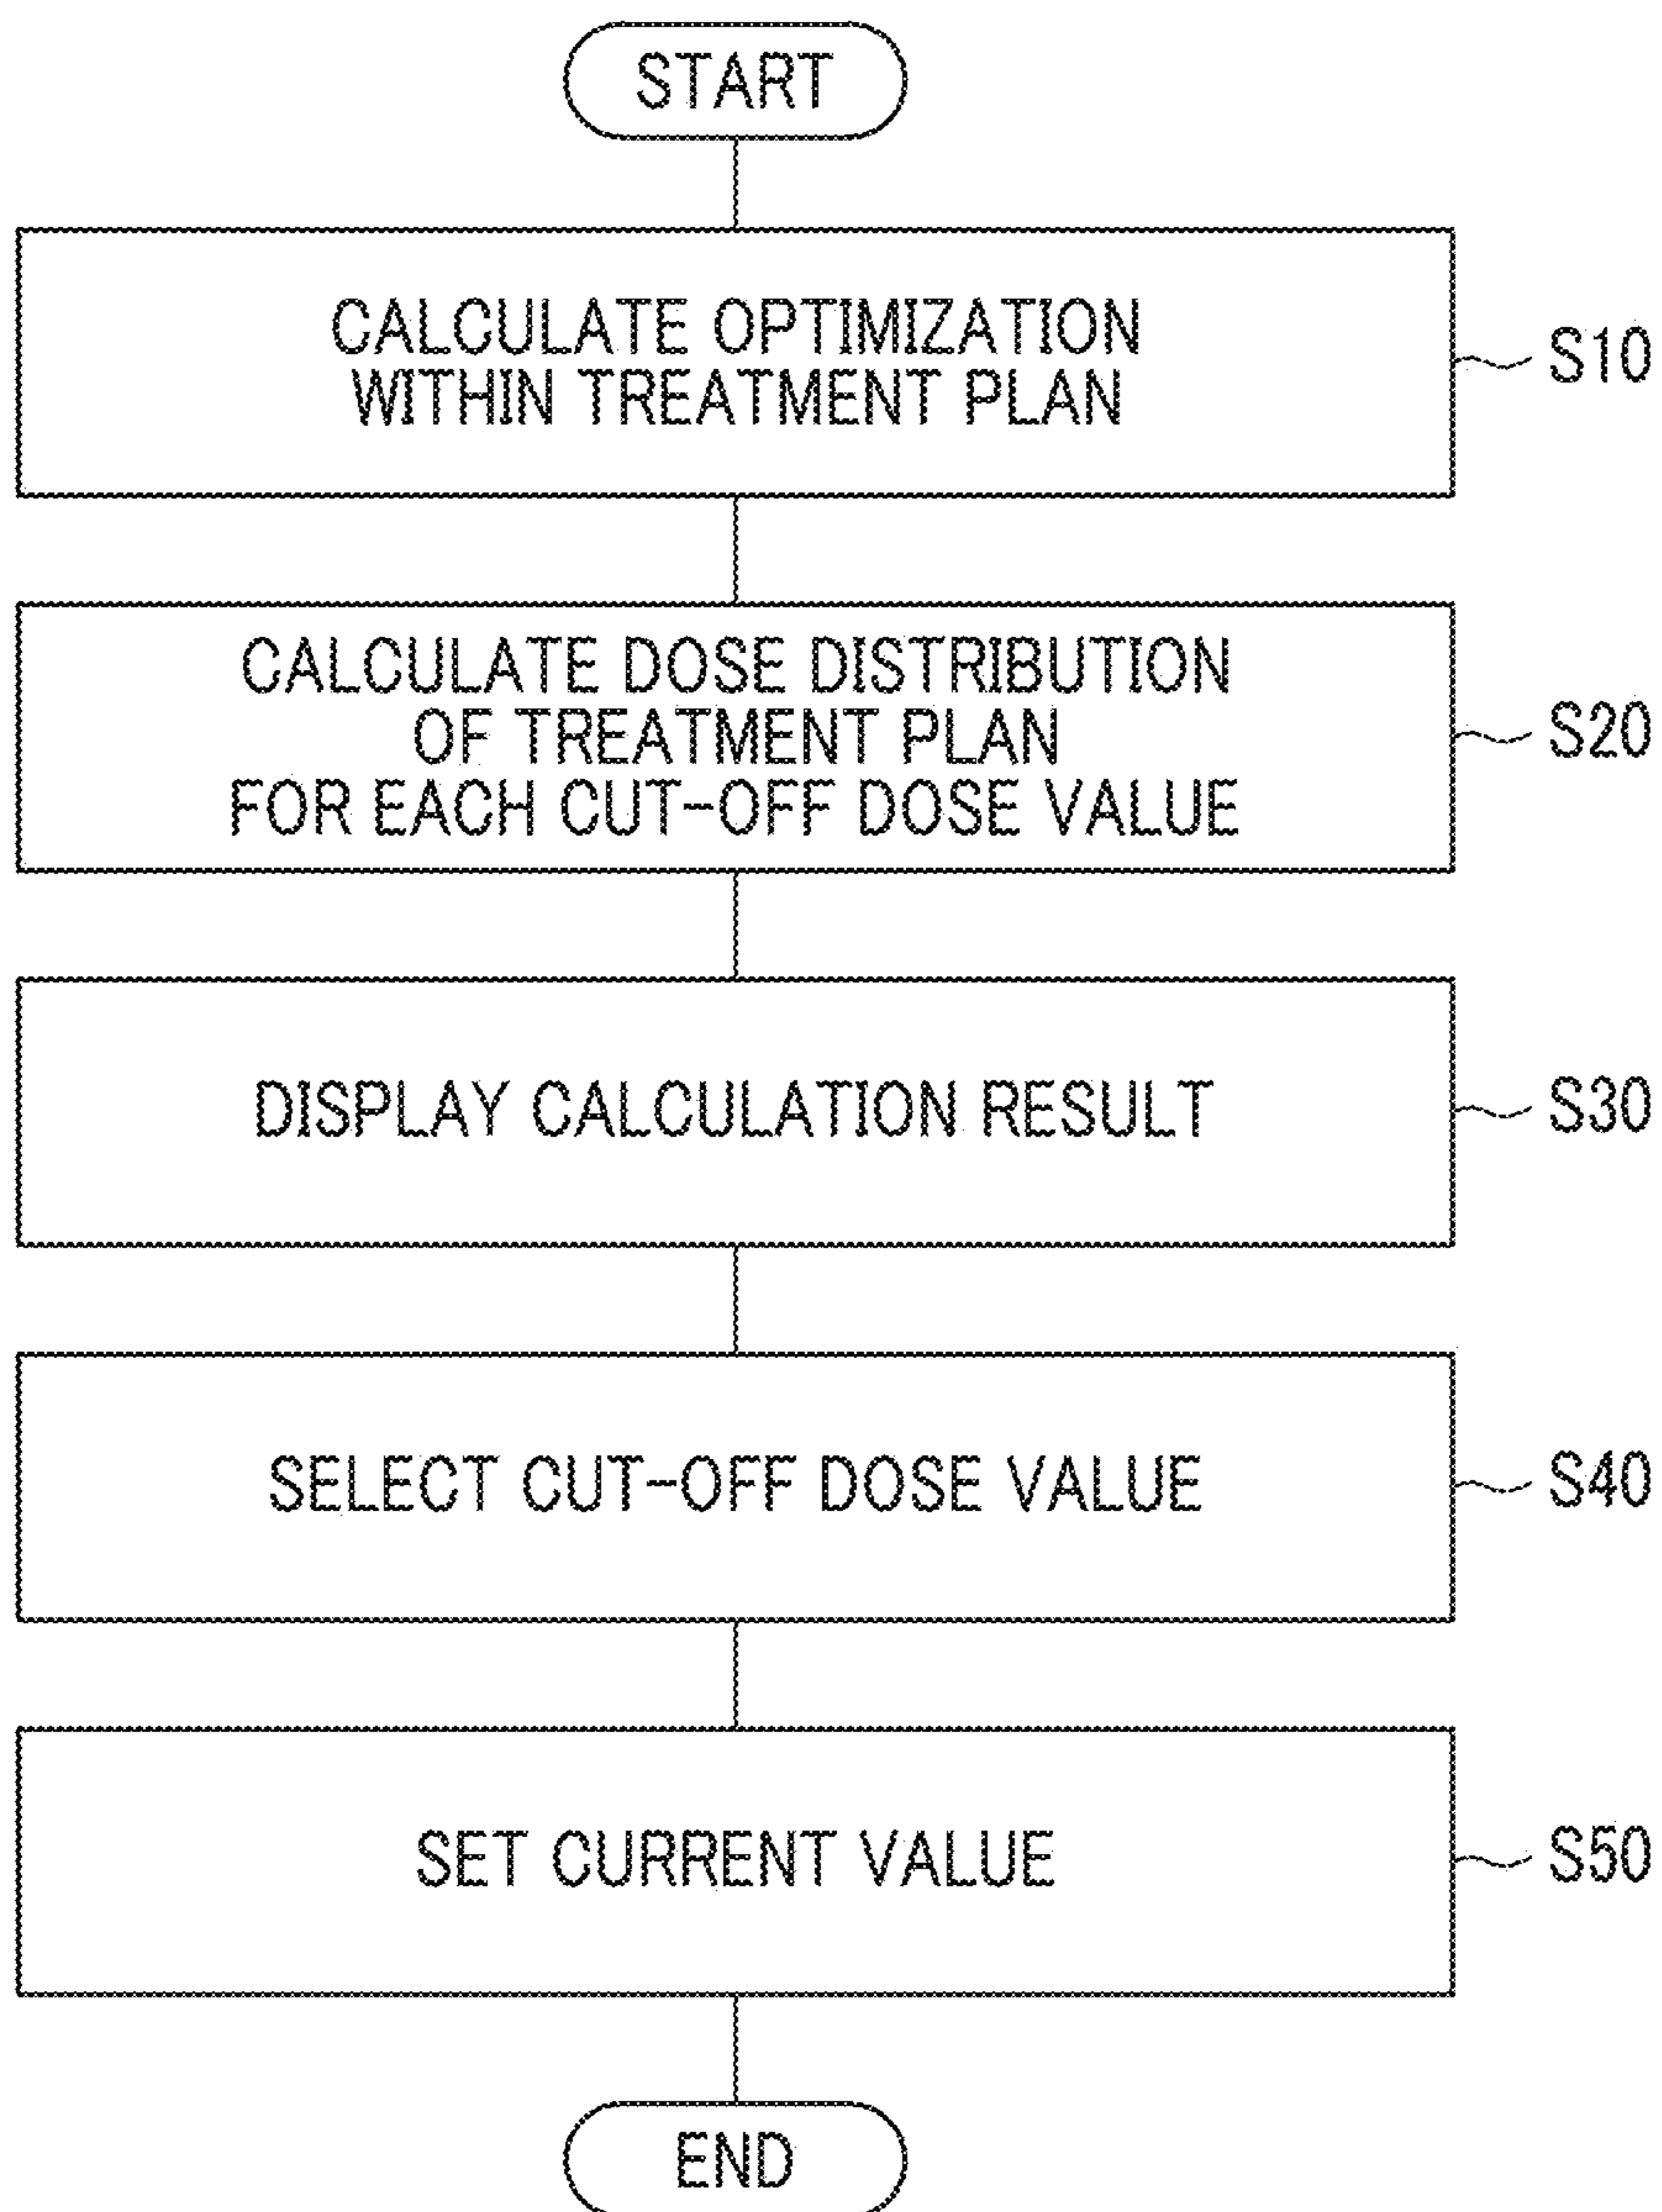 START
CALCULATE OPTIMIZATION
WITHIN TREATMENT PLAN
S10
CALCULATE DOSE DISTRIBUTION
OF TREATMENT PLAN
FOR EACH CUT-OFF DOSE VALUE
S20
DISPLAY CALCULATION RESULT
S30
SELECT CUT-OFF DOSE VALUE
S40
SET CURRENT VALUE
S50
END